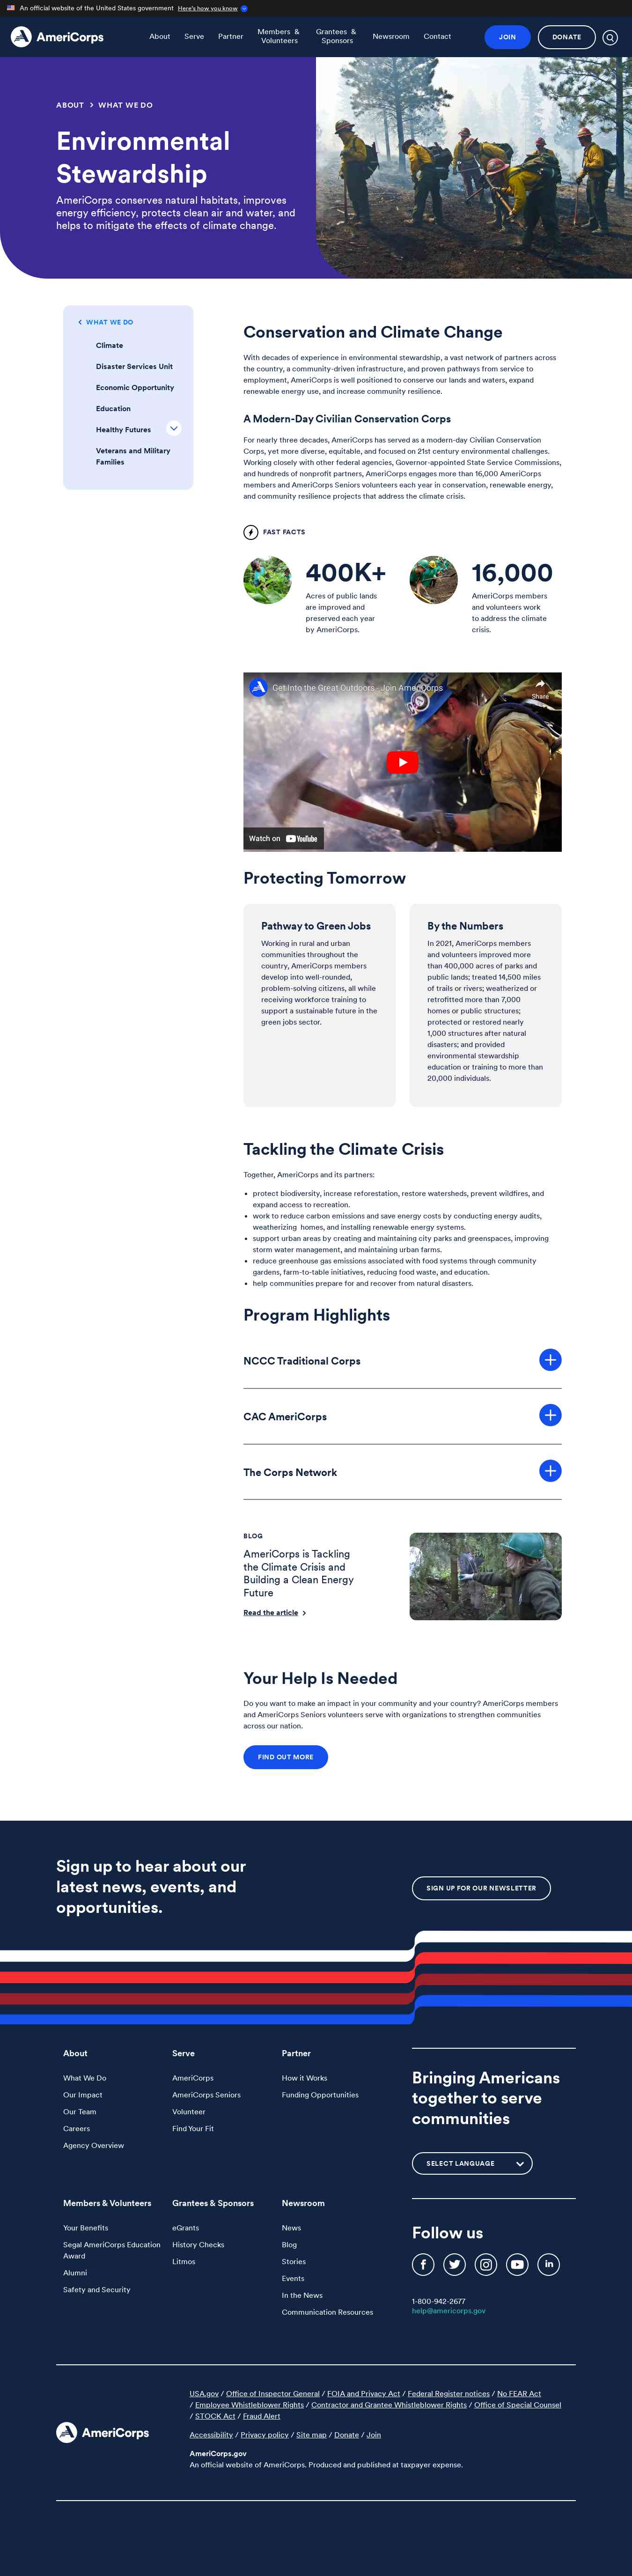 An official website of the United States government Here's how you know
AmeriCorps
About
Serve
Partner
Members &
Volunteers
Grantees &
Sponsors
Newsroom
Contact
JOIN
DONATE
ABOUT > WHAT WE DO
Environmental
Stewardship
AmeriCorps conserves natural habitats, improves
energy efficiency, protects clean air and water, and
helps to mitigate the effects of climate change.
WHAT WE DO
Climate
Disaster Services Unit
Economic Opportunity
Education
Healthy Futures
Veterans and Military
Families
Conservation and Climate Change
With decades of experience in environmental stewardship, a vast network of partners across
the country, a community-driven infrastructure, and proven pathways from service to
employment, AmeriCorps is well positioned to conserve our lands and waters, expand
renewable energy use, and increase community resilience.
A Modern-Day Civilian Conservation Corps
For nearly three decades, AmeriCorps has served as a modern-day Civilian Conservation
Corps, yet more diverse, equitable, and focused on 21st century environmental challenges.
Working closely with other federal agencies, Governor-appointed State Service Commissions,
and hundreds of nonprofit partners, AmeriCorps engages more than 16,000 AmeriCorps
members and AmeriCorps Seniors volunteers each year in conservation, renewable energy,
and community resilience projects that address the climate crisis.
FAST FACTS
400K+
Acres of public lands
are improved and
preserved each year
by AmeriCorps.
16,000
AmeriCorps members
and volunteers work
to address the climate
crisis.
Get Into the Great Outdoors - Join AmeriCorps
Share
Watch on YouTube
Protecting Tomorrow
Pathway to Green Jobs
Working in rural and urban
communities throughout the
country, AmeriCorps members
develop into well-rounded,
problem-solving citizens, all while
receiving workforce training to
support a sustainable future in the
green jobs sector.
By the Numbers
In 2021, AmeriCorps members
and volunteers improved more
than 400,000 acres of parks and
public lands; treated 14,500 miles
of trails or rivers; weatherized or
retrofitted more than 7,000
homes or public structures;
protected or restored nearly
1,000 structures after natural
disasters; and provided
environmental stewardship
education or training to more than
20,000 individuals.
Tackling the Climate Crisis
Together, AmeriCorps and its partners:
• protect biodiversity, increase reforestation, restore watersheds, prevent wildfires, and
expand access to recreation.
• work to reduce carbon emissions and save energy costs by conducting energy audits,
weatherizing homes, and installing renewable energy systems.
• support urban areas by creating and maintaining city parks and greenspaces, improving
storm water management, and maintaining urban farms.
• reduce greenhouse gas emissions associated with food systems through community
gardens, farm-to-table initiatives, reducing food waste, and education.
• help communities prepare for and recover from natural disasters.
Program Highlights
NCCC Traditional Corps
CAC AmeriCorps
The Corps Network
BLOG
AmeriCorps is Tackling
the Climate Crisis and
Building a Clean Energy
Future
Read the article
Your Help Is Needed
Do you want to make an impact in your community and your country? AmeriCorps members
and AmeriCorps Seniors volunteers serve with organizations to strengthen communities
across our nation.
FIND OUT MORE
Sign up to hear about our
latest news, events, and
opportunities.
SIGN UP FOR OUR NEWSLETTER
About
What We Do
Our Impact
Our Team
Careers
Agency Overview
Serve
AmeriCorps
AmeriCorps Seniors
Volunteer
Find Your Fit
Partner
How it Works
Funding Opportunities
Bringing Americans
together to serve
communities
SELECT LANGUAGE
Members & Volunteers
Your Benefits
Segal AmeriCorps Education
Award
Alumni
Safety and Security
Grantees & Sponsors
eGrants
History Checks
Litmos
Newsroom
News
Blog
Stories
Events
In the News
Communication Resources
Follow us
1-800-942-2677
help@americorps.gov
AmeriCorps
USA.gov / Office of Inspector General / FOIA and Privacy Act / Federal Register notices / No FEAR Act
/ Employee Whistleblower Rights / Contractor and Grantee Whistleblower Rights / Office of Special Counsel
/ STOCK Act / Fraud Alert
Accessibility / Privacy policy / Site map / Donate / Join
AmeriCorps.gov
An official website of AmeriCorps. Produced and published at taxpayer expense.